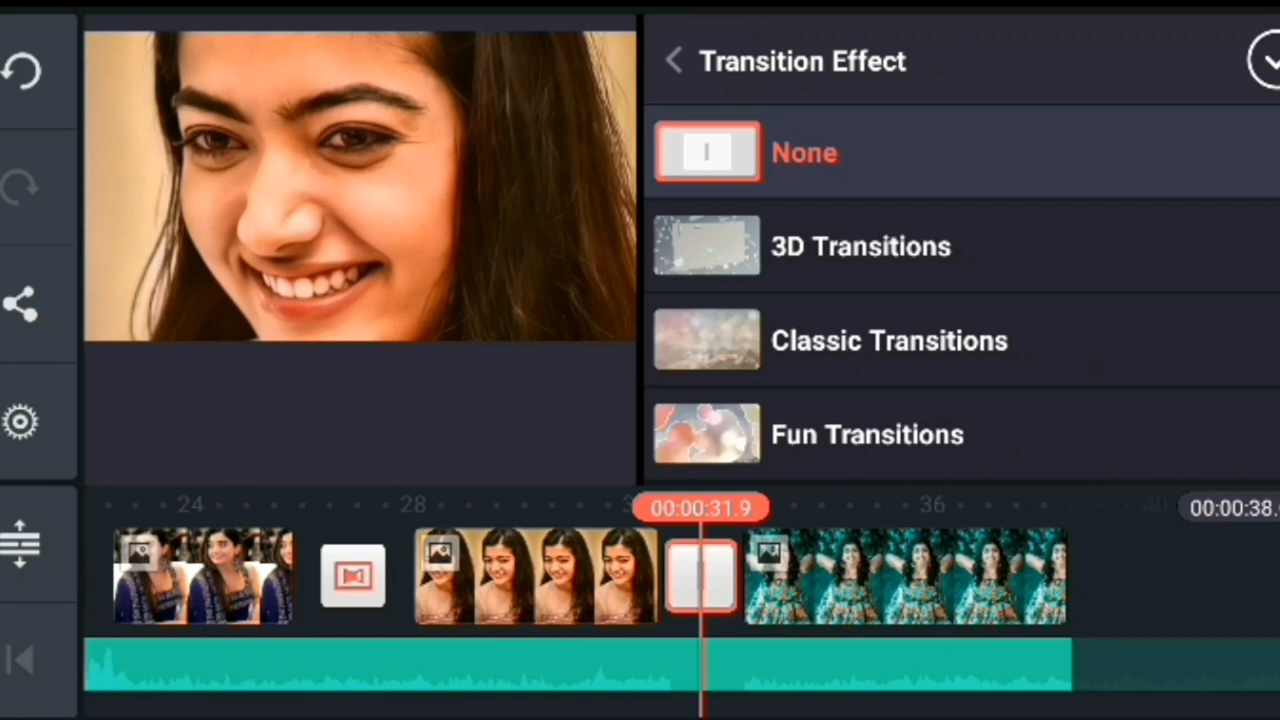 Transition Effect
None
3D Transitions
Classic Transitions
Fun Transitions
24
28
00:00:31.9
36
40
00:00:38.